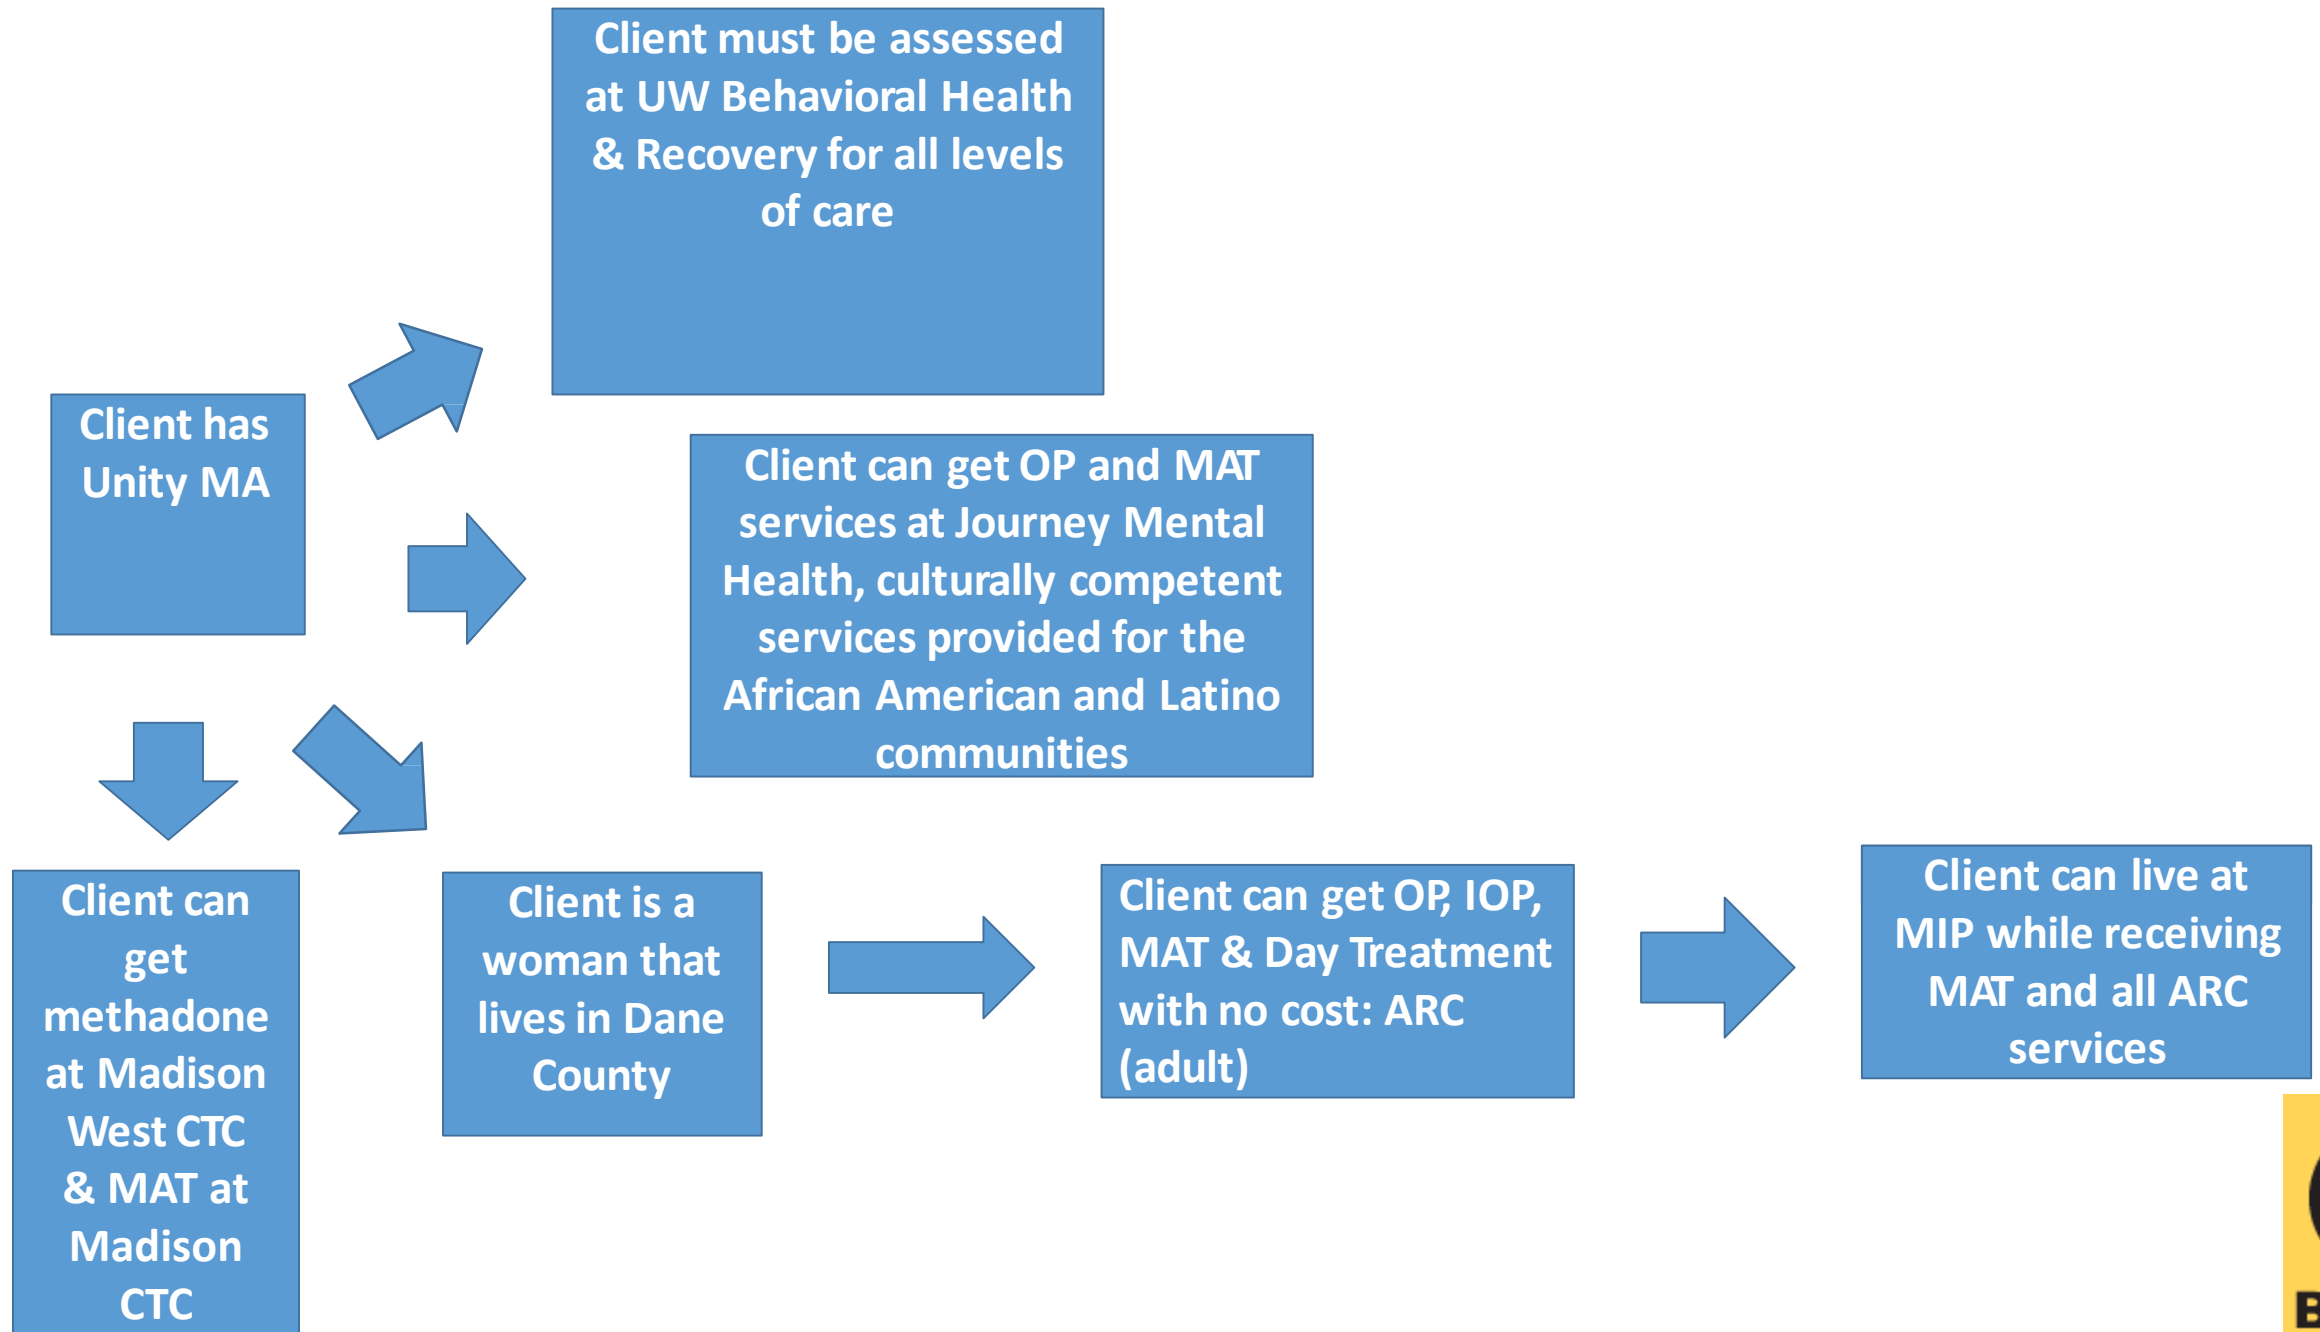 Client must be assessed
at UW Behavioral Health
& Recovery for all levels
of care
Client has
Unity MA
Client can get OP and MAT
services at Journey Mental
Health, culturally competent
services provided for the
African American and Latino
communities
Client can
get
methadone
at Madison
West CTC
& MAT at
Madison
CTC
Client is a
woman that
lives in Dane
County
Client can get OP, IOP,
MAT & Day Treatment
with no cost: ARC
(adult)
Client can live at
MIP while receiving
MAT and all ARC
services